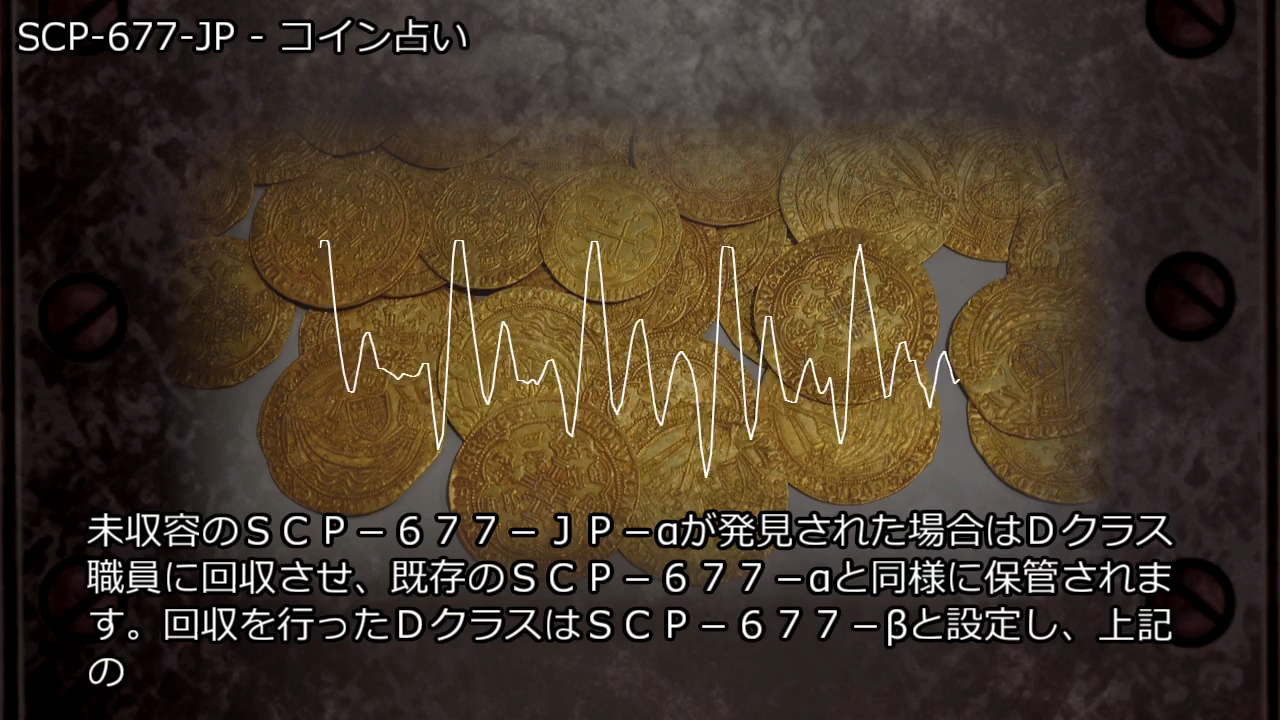 SCP-677-JP - コイン占い
未収容のＳＣＰ－６７７－ＪＰ－αが発見された場合はＤクラス
職員に回収させ、既存のＳＣＰ－６７７－αと同様に保管されま
す。回収を行ったＤクラスはＳＣＰ－６７７－βと設定し、上記
の